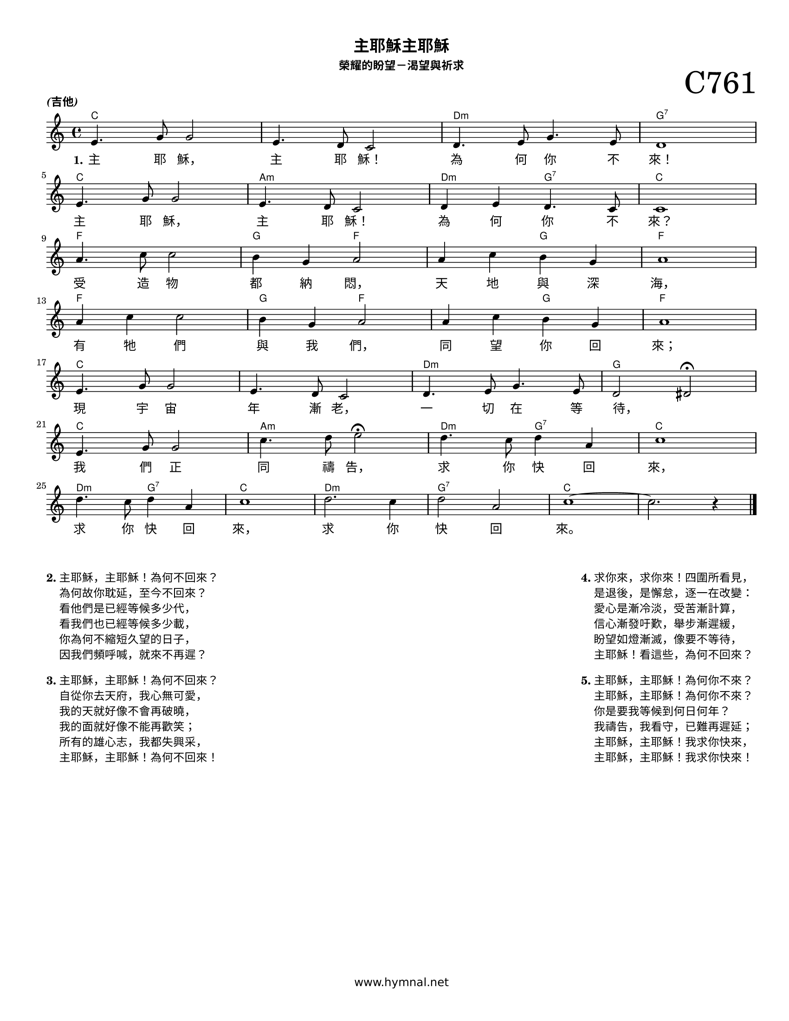 主耶穌主耶穌
榮耀的盼望－渴望與祈求
C761
(吉他)
C Dm G7
1. 主 耶 穌， 主 耶 穌！ 為 何 你 不 來！
5 C Am Dm G7 C
主 耶 穌， 主 耶 穌！ 為 何 你 不 來？
9 F G F G F
受 造 物 都 納 悶， 天 地 與 深 海，
13 F G F G F
有 牠 們 與 我 們， 同 望 你 回 來；
17 C Dm G
現 宇 宙 年 漸 老， 一 切 在 等 待，
21 C Am Dm G7 C
我 們 正 同 禱 告， 求 你 快 回 來，
25 Dm G7 C Dm G7 C
求 你 快 回 來， 求 你 快 回 來。
2. 主耶穌，主耶穌！為何不回來？
為何故你耽延，至今不回來？
看他們是已經等候多少代，
看我們也已經等候多少載，
你為何不縮短久望的日子，
因我們頻呼喊，就來不再遲？
3. 主耶穌，主耶穌！為何不回來？
自從你去天府，我心無可愛，
我的天就好像不會再破曉，
我的面就好像不能再歡笑；
所有的雄心志，我都失興采，
主耶穌，主耶穌！為何不回來！
4. 求你來，求你來！四圍所看見，
是退後，是懈怠，逐一在改變：
愛心是漸冷淡，受苦漸計算，
信心漸發吁歎，舉步漸遲緩，
盼望如燈漸滅，像要不等待，
主耶穌！看這些，為何不回來？
5. 主耶穌，主耶穌！為何你不來？
主耶穌，主耶穌！為何你不來？
你是要我等候到何日何年？
我禱告，我看守，已難再遲延；
主耶穌，主耶穌！我求你快來，
主耶穌，主耶穌！我求你快來！
www.hymnal.net